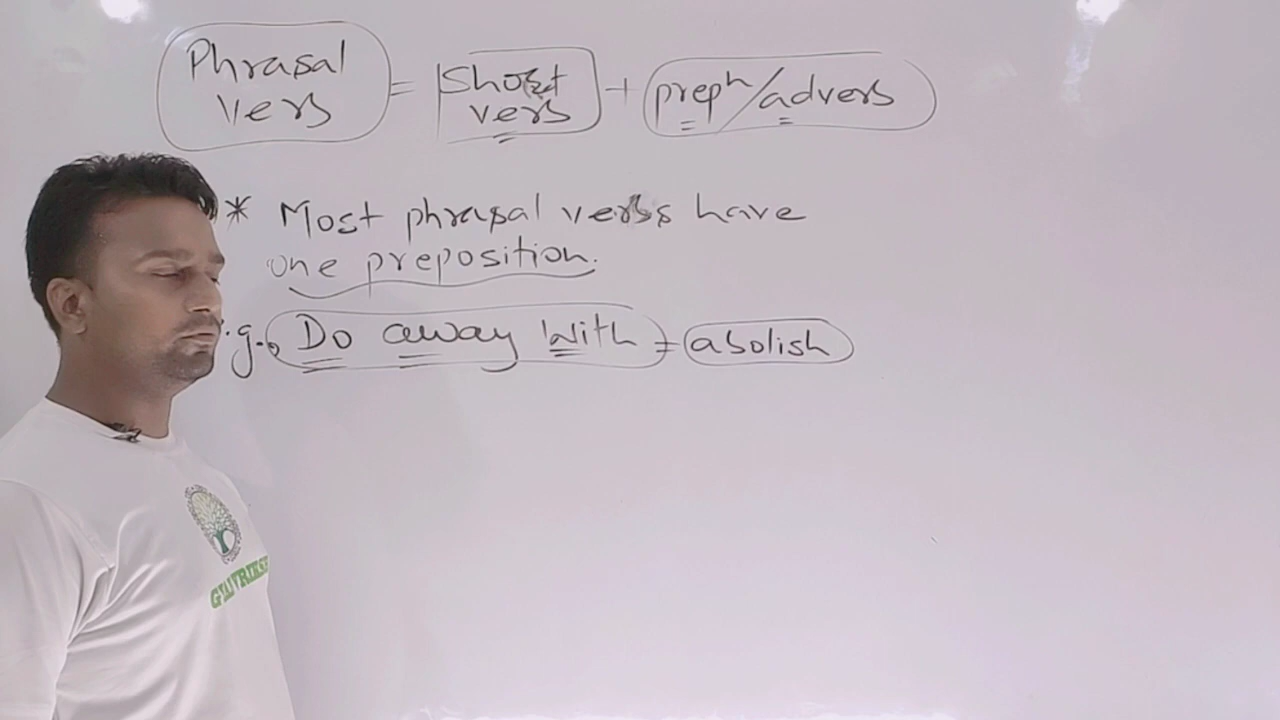 Phrasal verb = Short verb + prepⁿ/adverb
* Most phrasal verbs have
one preposition.
.g., Do away with = abolish